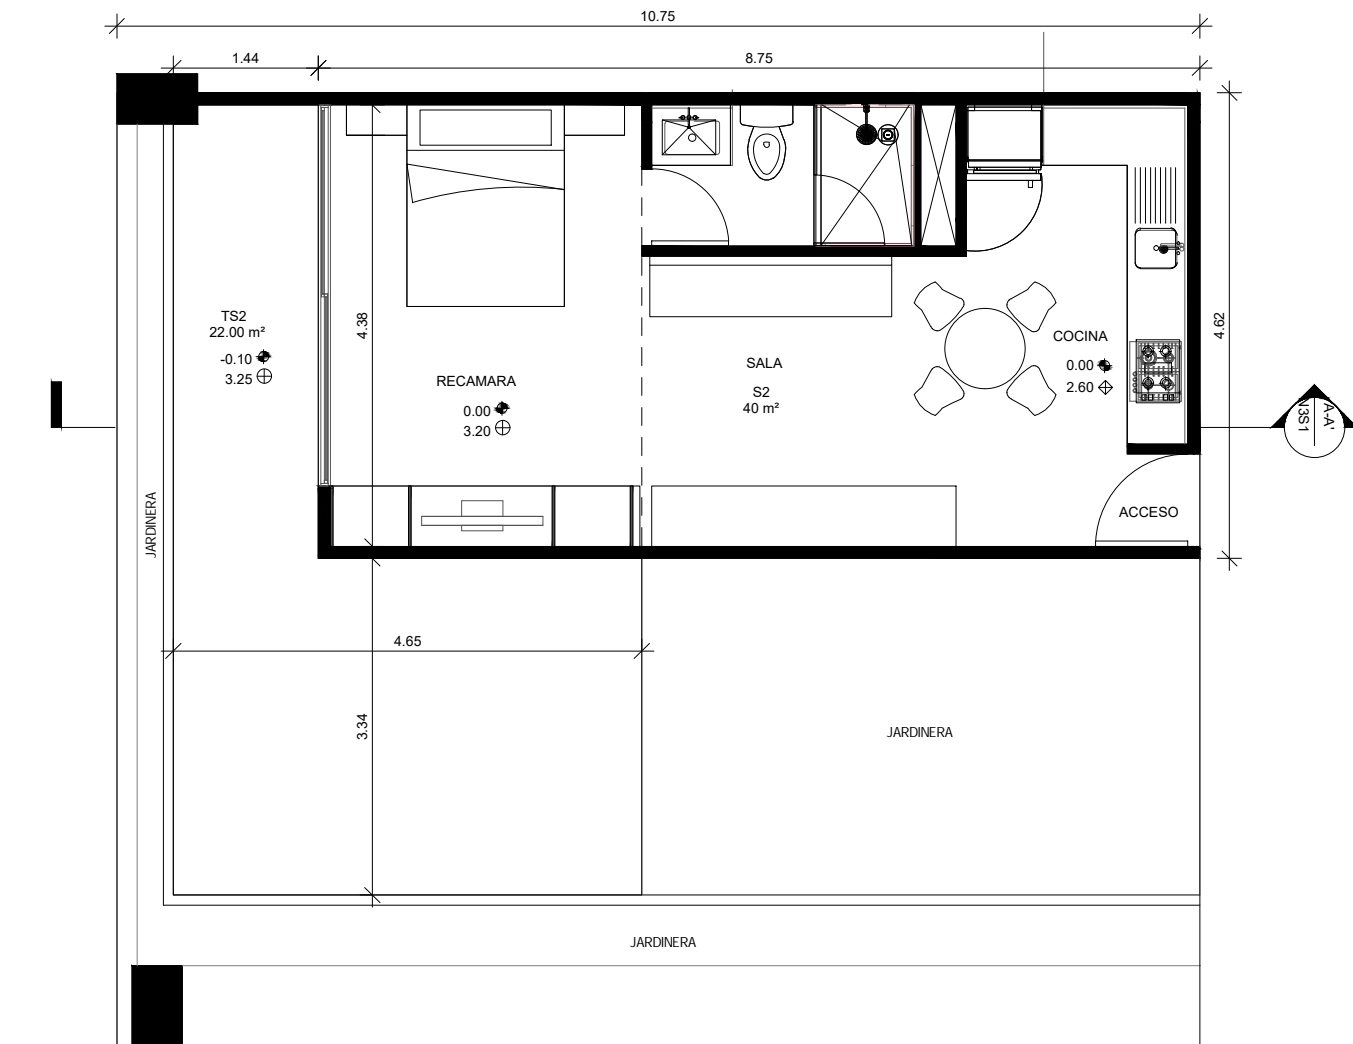 10.75
1.44
8.75
4.38
4.62
TS2
22.00 m²
-0.10
3.25
RECAMARA
0.00
3.20
SALA
S2
40 m²
COCINA
0.00
2.60
A-A'
N3S1
JARDINERA
ACCESO
4.65
3.34
JARDINERA
JARDINERA